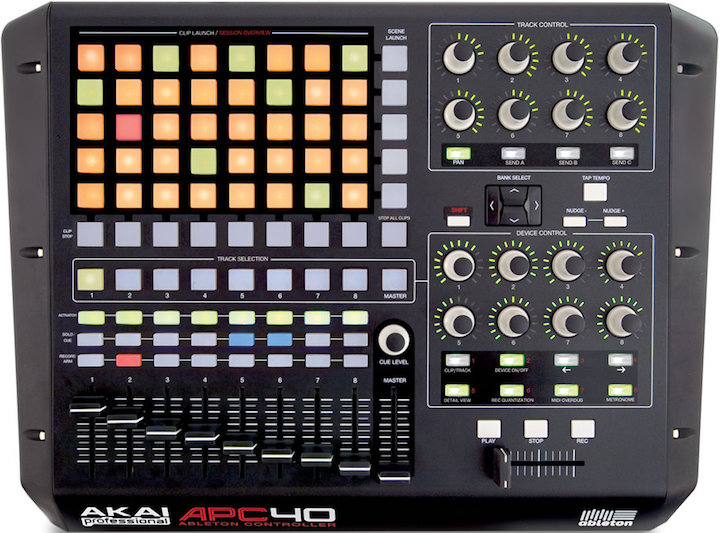 CLIP LAUNCH / SESSION OVERVIEW
SCENE LAUNCH
TRACK CONTROL
1 2 3 4
5 6 7 8
PAN SEND A SEND B SEND C
BANK SELECT
TAP TEMPO
SHIFT
NUDGE - NUDGE +
STOP ALL CLIPS
CLIP STOP
TRACK SELECTION
1 2 3 4 5 6 7 8 MASTER
DEVICE CONTROL
1 2 3 4
5 6 7 8
ACTIVATOR
SOLO / CUE
RECORD ARM
CUE LEVEL
1 2 3 4 5 6 7 8 MASTER
CLIP/TRACK DEVICE ON/OFF ← →
DETAIL VIEW REC QUANTIZATION MIDI OVERDUB METRONOME
PLAY STOP REC
AKAI professional
APC40
ABLETON CONTROLLER
ableton